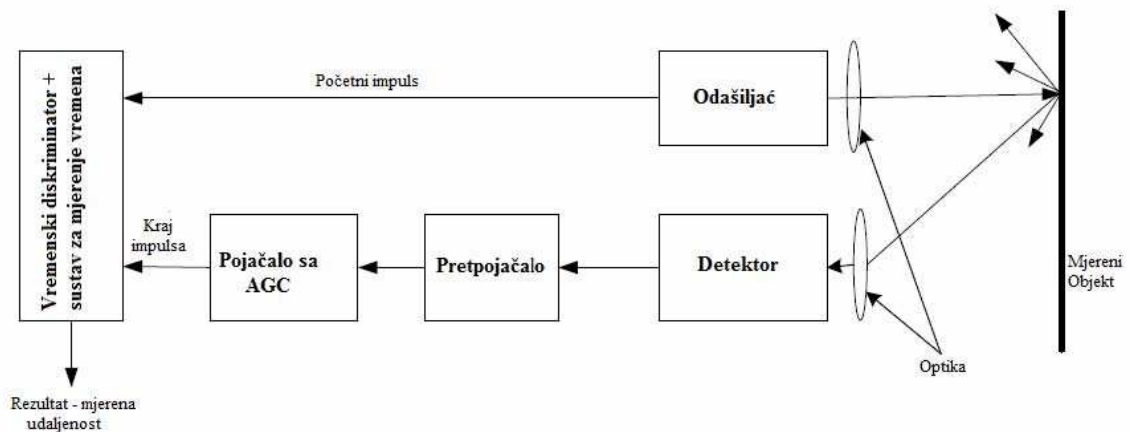 Vremenski diskriminator +
sustav za mjerenje vremena
Početni impuls
Odašiljać
Kraj
impulsa
Pojačalo sa
AGC
Pretpojačalo
Detektor
Mjereni
Objekt
Optika
Rezultat - mjerena
udaljenost